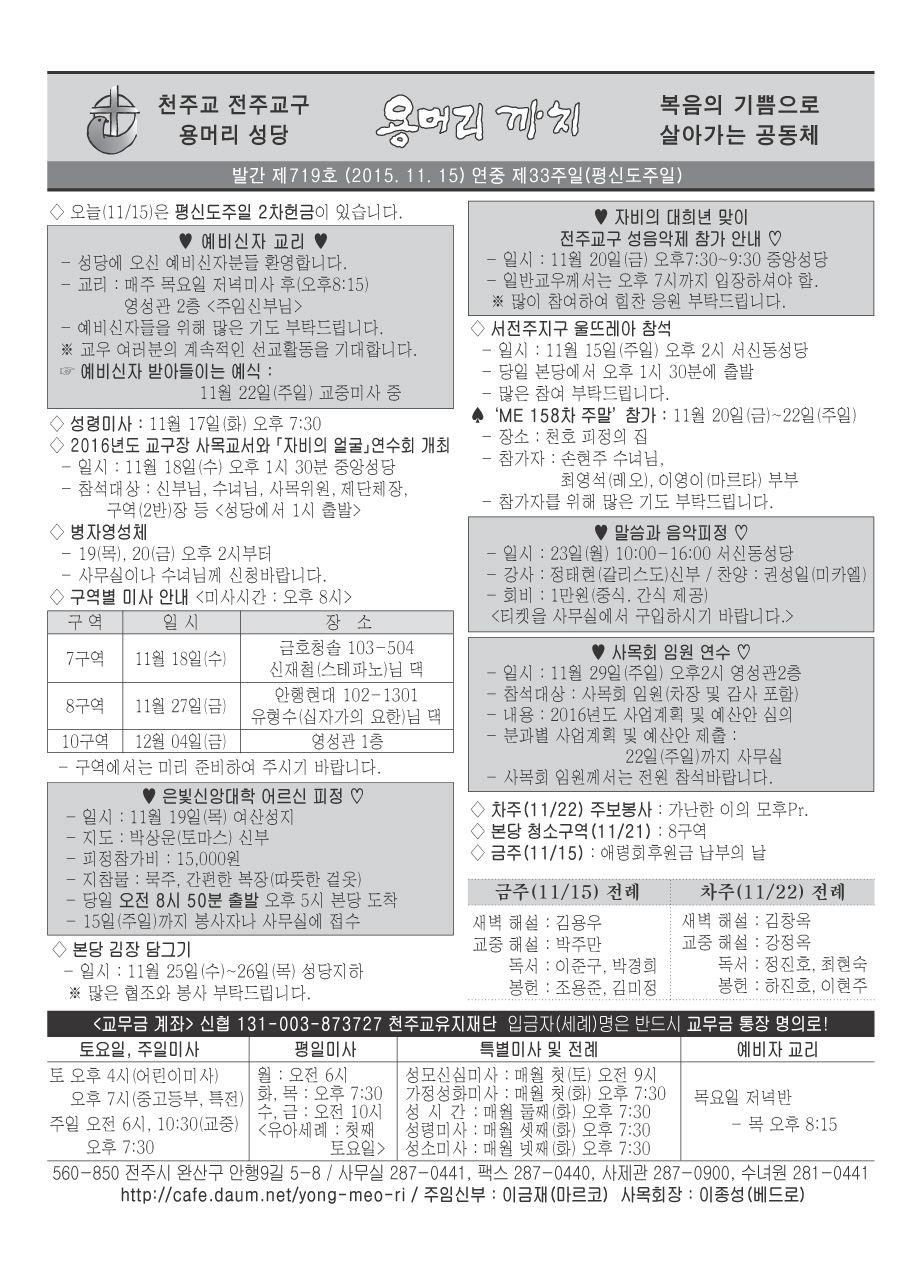 천주교 전주교구
용머리 성당
용머리 까치
복음의 기쁨으로
살아가는 공동체
발간 제719호 (2015. 11. 15) 연중 제33주일(평신도주일)
◇ 오늘(11/15)은 평신도주일 2차헌금이 있습니다.
♥ 예비신자 교리 ♥
- 성당에 오신 예비신자분들 환영합니다.
- 교리 : 매주 목요일 저녁미사 후(오후8:15)
영성관 2층 <주임신부님>
- 예비신자들을 위해 많은 기도 부탁드립니다.
※ 교우 여러분의 계속적인 선교활동을 기대합니다.
☞ 예비신자 받아들이는 예식 :
11월 22일(주일) 교중미사 중
◇ 성령미사 : 11월 17일(화) 오후 7:30
◇ 2016년도 교구장 사목교서와 「자비의 얼굴」연수회 개최
- 일시 : 11월 18일(수) 오후 1시 30분 중앙성당
- 참석대상 : 신부님, 수녀님, 사목위원, 제단체장,
구역(2반)장 등 <성당에서 1시 출발>
◇ 병자영성체
- 19(목), 20(금) 오후 2시부터
- 사무실이나 수녀님께 신청바랍니다.
◇ 구역별 미사 안내 <미사시간 : 오후 8시>
구 역 일 시 장 소
7구역 11월 18일(수) 금호청솔 103-504
신재철(스테파노)님 댁
8구역 11월 27일(금) 안행현대 102-1301
유형수(십자가의 요한)님 댁
10구역 12월 04일(금) 영성관 1층
- 구역에서는 미리 준비하여 주시기 바랍니다.
♥ 은빛신앙대학 어르신 피정 ♡
- 일시 : 11월 19일(목) 여산성지
- 지도 : 박상운(토마스) 신부
- 피정참가비 : 15,000원
- 지참물 : 묵주, 간편한 복장(따뜻한 겉옷)
- 당일 오전 8시 50분 출발 오후 5시 본당 도착
- 15일(주일)까지 봉사자나 사무실에 접수
◇ 본당 김장 담그기
- 일시 : 11월 25일(수)~26일(목) 성당지하
※ 많은 협조와 봉사 부탁드립니다.
♥ 자비의 대희년 맞이
전주교구 성음악제 참가 안내 ♡
- 일시 : 11월 20일(금) 오후7:30~9:30 중앙성당
- 일반교우께서는 오후 7시까지 입장하셔야 함.
※ 많이 참여하여 힘찬 응원 부탁드립니다.
◇ 서전주지구 울뜨레아 참석
- 일시 : 11월 15일(주일) 오후 2시 서신동성당
- 당일 본당에서 오후 1시 30분에 출발
- 많은 참여 부탁드립니다.
♠ ‘ME 158차 주말’ 참가 : 11월 20일(금)~22일(주일)
- 장소 : 천호 피정의 집
- 참가자 : 손현주 수녀님,
최영석(레오), 이영이(마르타) 부부
- 참가자를 위해 많은 기도 부탁드립니다.
♥ 말씀과 음악피정 ♡
- 일시 : 23일(월) 10:00-16:00 서신동성당
- 강사 : 정태현(갈리스도)신부 / 찬양 : 권성일(미카엘)
- 회비 : 1만원(중식. 간식 제공)
<티켓을 사무실에서 구입하시기 바랍니다.>
♥ 사목회 임원 연수 ♡
- 일시 : 11월 29일(주일) 오후2시 영성관2층
- 참석대상 : 사목회 임원(차장 및 감사 포함)
- 내용 : 2016년도 사업계획 및 예산안 심의
- 분과별 사업계획 및 예산안 제출 :
22일(주일)까지 사무실
- 사목회 임원께서는 전원 참석바랍니다.
◇ 차주(11/22) 주보봉사 : 가난한 이의 모후Pr.
◇ 본당 청소구역(11/21) : 8구역
◇ 금주(11/15) : 애령회후원금 납부의 날
금주(11/15) 전례
새벽 해설 : 김용우
교중 해설 : 박주만
독서 : 이준구, 박경희
봉헌 : 조용준, 김미정
차주(11/22) 전례
새벽 해설 : 김창옥
교중 해설 : 강정옥
독서 : 정진호, 최현숙
봉헌 : 하진호, 이현주
<교무금 계좌> 신협 131-003-873727 천주교유지재단 입금자(세례)명은 반드시 교무금 통장 명의로!
토요일, 주일미사
토 오후 4시(어린이미사)
오후 7시(중고등부, 특전)
주일 오전 6시, 10:30(교중)
오후 7:30
평일미사
월 : 오전 6시
화, 목 : 오후 7:30
수, 금 : 오전 10시
<유아세례 : 첫째
토요일>
특별미사 및 전례
성모신심미사 : 매월 첫(토) 오전 9시
가정성화미사 : 매월 첫(화) 오후 7:30
성 시 간 : 매월 둘째(화) 오후 7:30
성령미사 : 매월 셋째(화) 오후 7:30
성소미사 : 매월 넷째(화) 오후 7:30
예비자 교리
목요일 저녁반
- 목 오후 8:15
560-850 전주시 완산구 안행9길 5-8 / 사무실 287-0441, 팩스 287-0440, 사제관 287-0900, 수녀원 281-0441
http://cafe.daum.net/yong-meo-ri / 주임신부 : 이금재(마르코) 사목회장 : 이종성(베드로)